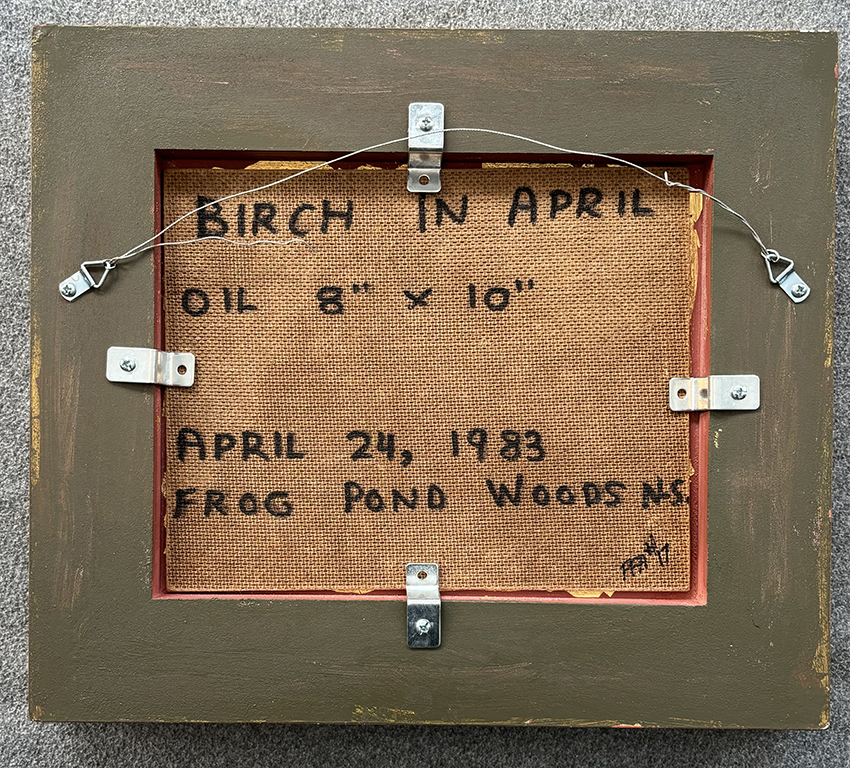 BIRCH IN APRIL
OIL 8" x 10"
APRIL 24, 1983
FROG POND WOODS N.S.